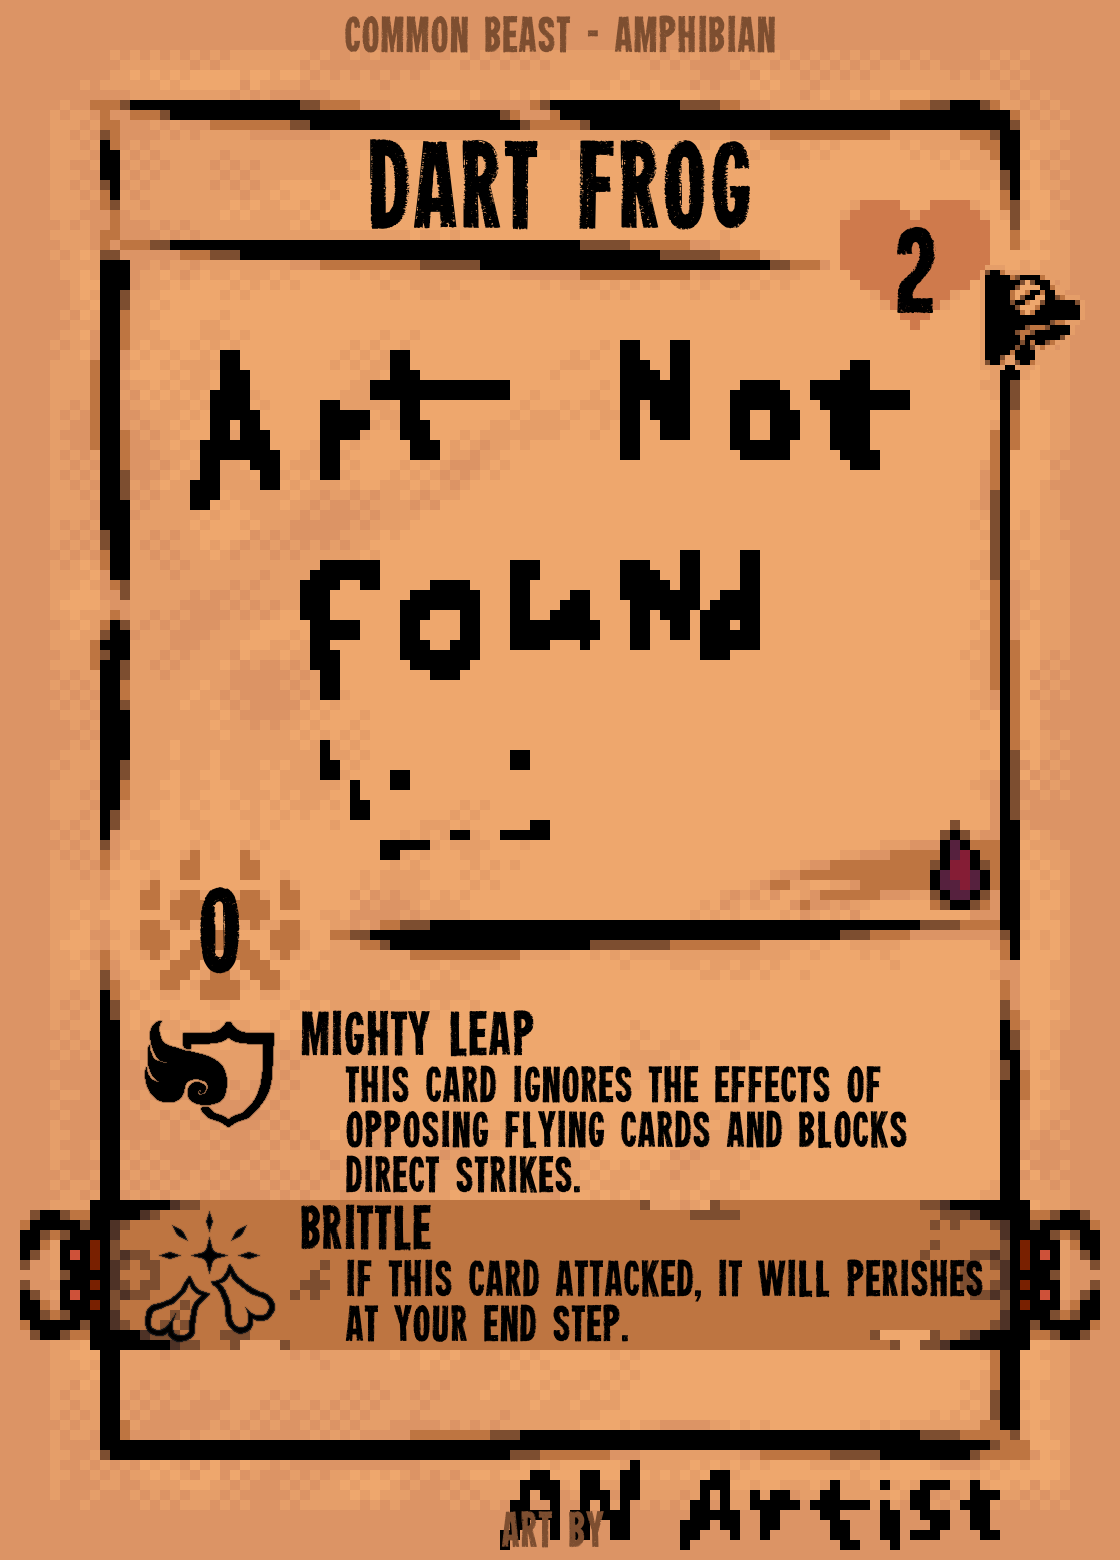 COMMON BEAST - AMPHIBIAN
DART FROG
2
Art Not
Found
0
MIGHTY LEAP
THIS CARD IGNORES THE EFFECTS OF
OPPOSING FLYING CARDS AND BLOCKS
DIRECT STRIKES.
BRITTLE
IF THIS CARD ATTACKED, IT WILL PERISHES
AT YOUR END STEP.
AN Artist
ART BY